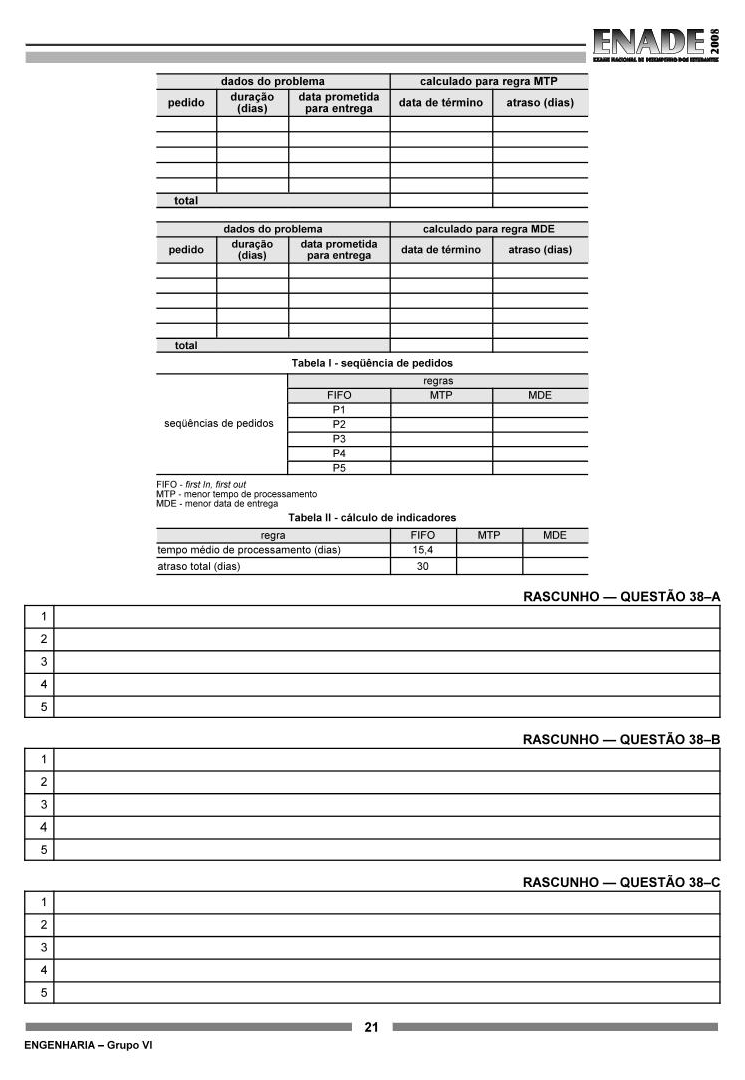 ENADE 2008
EXAME NACIONAL DE DESEMPENHO DOS ESTUDANTES
dados do problema calculado para regra MTP
pedido duração (dias) data prometida para entrega data de término atraso (dias)
total
dados do problema calculado para regra MDE
pedido duração (dias) data prometida para entrega data de término atraso (dias)
total
Tabela I - seqüência de pedidos
regras
FIFO MTP MDE
P1
seqüências de pedidos P2
P3
P4
P5
FIFO - first In, first out
MTP - menor tempo de processamento
MDE - menor data de entrega
Tabela II - cálculo de indicadores
regra FIFO MTP MDE
tempo médio de processamento (dias) 15,4
atraso total (dias) 30
RASCUNHO — QUESTÃO 38–A
1
2
3
4
5
RASCUNHO — QUESTÃO 38–B
1
2
3
4
5
RASCUNHO — QUESTÃO 38–C
1
2
3
4
5
21
ENGENHARIA – Grupo VI